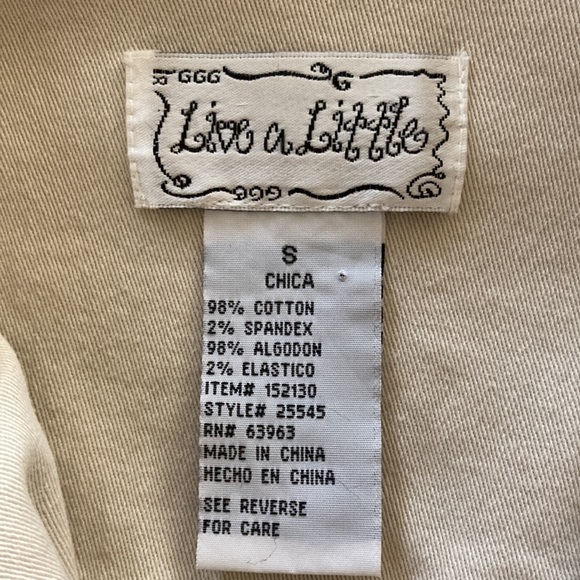 GGG G
Live a Little
GGG
S
CHICA
98% COTTON
2% SPANDEX
98% ALGODON
2% ELASTICO
ITEM# 152130
STYLE# 25545
RN# 63963
MADE IN CHINA
HECHO EN CHINA
SEE REVERSE
FOR CARE